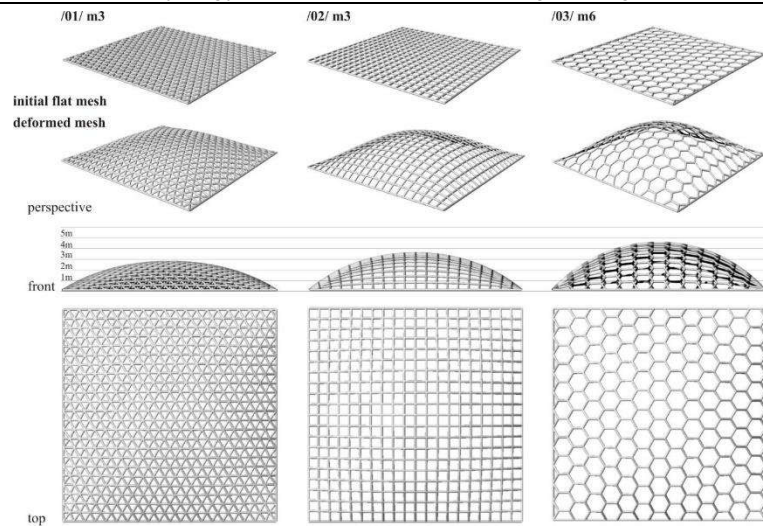 /01/ m3
/02/ m3
/03/ m6
initial flat mesh
deformed mesh
perspective
5m
4m
3m
2m
1m
front
top